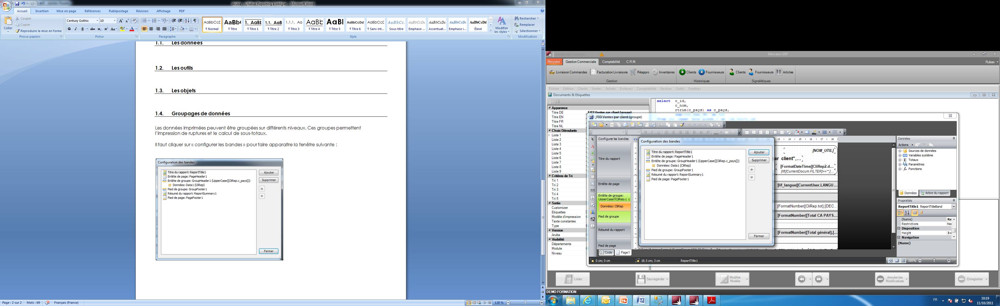 Aruba - syllabus Reporting à intégrer - Microsoft Word
Accueil Insertion Mise en page Références Publipostage Révision Affichage PDF
Coller
Couper
Copier
Reproduire la mise en forme
Presse-papiers
Century Gothic 10
Police
Paragraphe
AaBbCcD AaBb( 1. AaBb 1.1. AaB 1.1.1. Aa AaBb AaBl AaBbCcDd AaBbCcD AaBbCc. AaBbCcDd AaBbCcDd AaBbCcDd AaBbCcDd
¶ Normal ¶ Titre ¶ Titre 1 ¶ Titre 2 ¶ Titre 3 ¶ Titre 4 ¶ Titre 5 ¶ Titre 6 ¶ Sans int... Sous-titre Emphase ... Accentuat... Emphase i... Élevé
Modifier les styles
Style
Rechercher
Remplacer
Sélectionner
Modification
1.1. Les données
1.2. Les outils
1.3. Les objets
1.4. Groupages de données
Les données imprimées peuvent être groupées sur différents niveaux. Ces groupes permettent
l'impression de ruptures et le calcul de sous-totaux.
Il faut cliquer sur « configurer les bandes » pour faire apparaitre la fenêtre suivante :
Configuration des bandes
Titre du rapport: ReportTitle1
Entête de page: PageHeader1
Entête de groupe: GroupHeader1 (UpperCase([CliRep.c_pays]))
Données: Data1 (CliRep)
Pied de groupe: GroupFooter1
Résumé du rapport: ReportSummary1
Pied de page: PageFooter1
Ajouter
Supprimer
Fermer
Page : 2 sur 2 Mots : 69 Français (France) 120 %
Mercator ERP
Mercator Gestion Commerciale Comptabilité C.R.M. Ruban
Livraison Commandes Facturation Livraisons Réappro Inventaires Clients Fournisseurs Clients Fournisseurs Articles
Gestion Historiques Signalétiques
Fichier Edition Clients Ventes Achats Ecritures Comptabilité Gestion Outils Fenêtres
Documents & Etiquettes
Apparence
Titre DE _F03 Ventes par client (groupe)
Titre EN
Titre FR
Titre NL
Choix Déroulants
Liste 1
Liste 2
Liste 3
Liste 4
Liste 5
Liste 6
Liste 7
Liste 8
Liste 9
Critères de Tri
Tri 1
Tri 2
Tri 3
Tri 4
Tri 5
Sortie
Customizer
Etiquettes
Modèle d'impression
Texte constantes
Type
Version
Aruba
Visibilité
Départements
Module
Niveau
select c_id,
c_nom,
rtrim(c_pays) as c_pays,
_F03 Ventes par client (groupe)
Configurer les bandes
Titre du rapport
Entête de page
Entête de groupe:
UpperCase([CliRep.c_p
Données: CliRep
Pied de groupe
Résumé du rapport
Pied de page
Configuration des bandes
Titre du rapport: ReportTitle1
Entête de page: PageHeader1
Entête de groupe: GroupHeader1 (UpperCase([CliRep.c_pays]))
Données: Data1 (CliRep)
Pied de groupe: GroupFooter1
Résumé du rapport: ReportSummary1
Pied de page: PageFooter1
Ajouter
Supprimer
Fermer
13 14 15 16 17 18
[NOM_UTIL]
ar client",...
[FormatDateTime([CliRep2.d...
[IIf([CurrentDocum.FILTER]=="",[...
[Iif_langue([CurrentUser.LANGU...
[FormatNumber([CliRep.tot],[DEC...
[FormatNumber([Total CA PAYS...
[FormatNumber([Total général],[...
Données
Actions
Sources de données
Variables système
Totaux
Paramètres
Fonctions
Données Arbre du rapport
Propriétés
ReportTitle1 ReportTitleBand
(Name) Re
Restrictions Noi
Disposition
Height 3 c
Navigation
(Name)
Code Page1
0 cm; 0 cm 18.5 cm; 3 cm ReportTitle1 100%
Lister Sauvegarder Modifier Modèle Annuler les Modifications Enregistrer
DEMO FORMATION
FR 10:19
11/10/2011